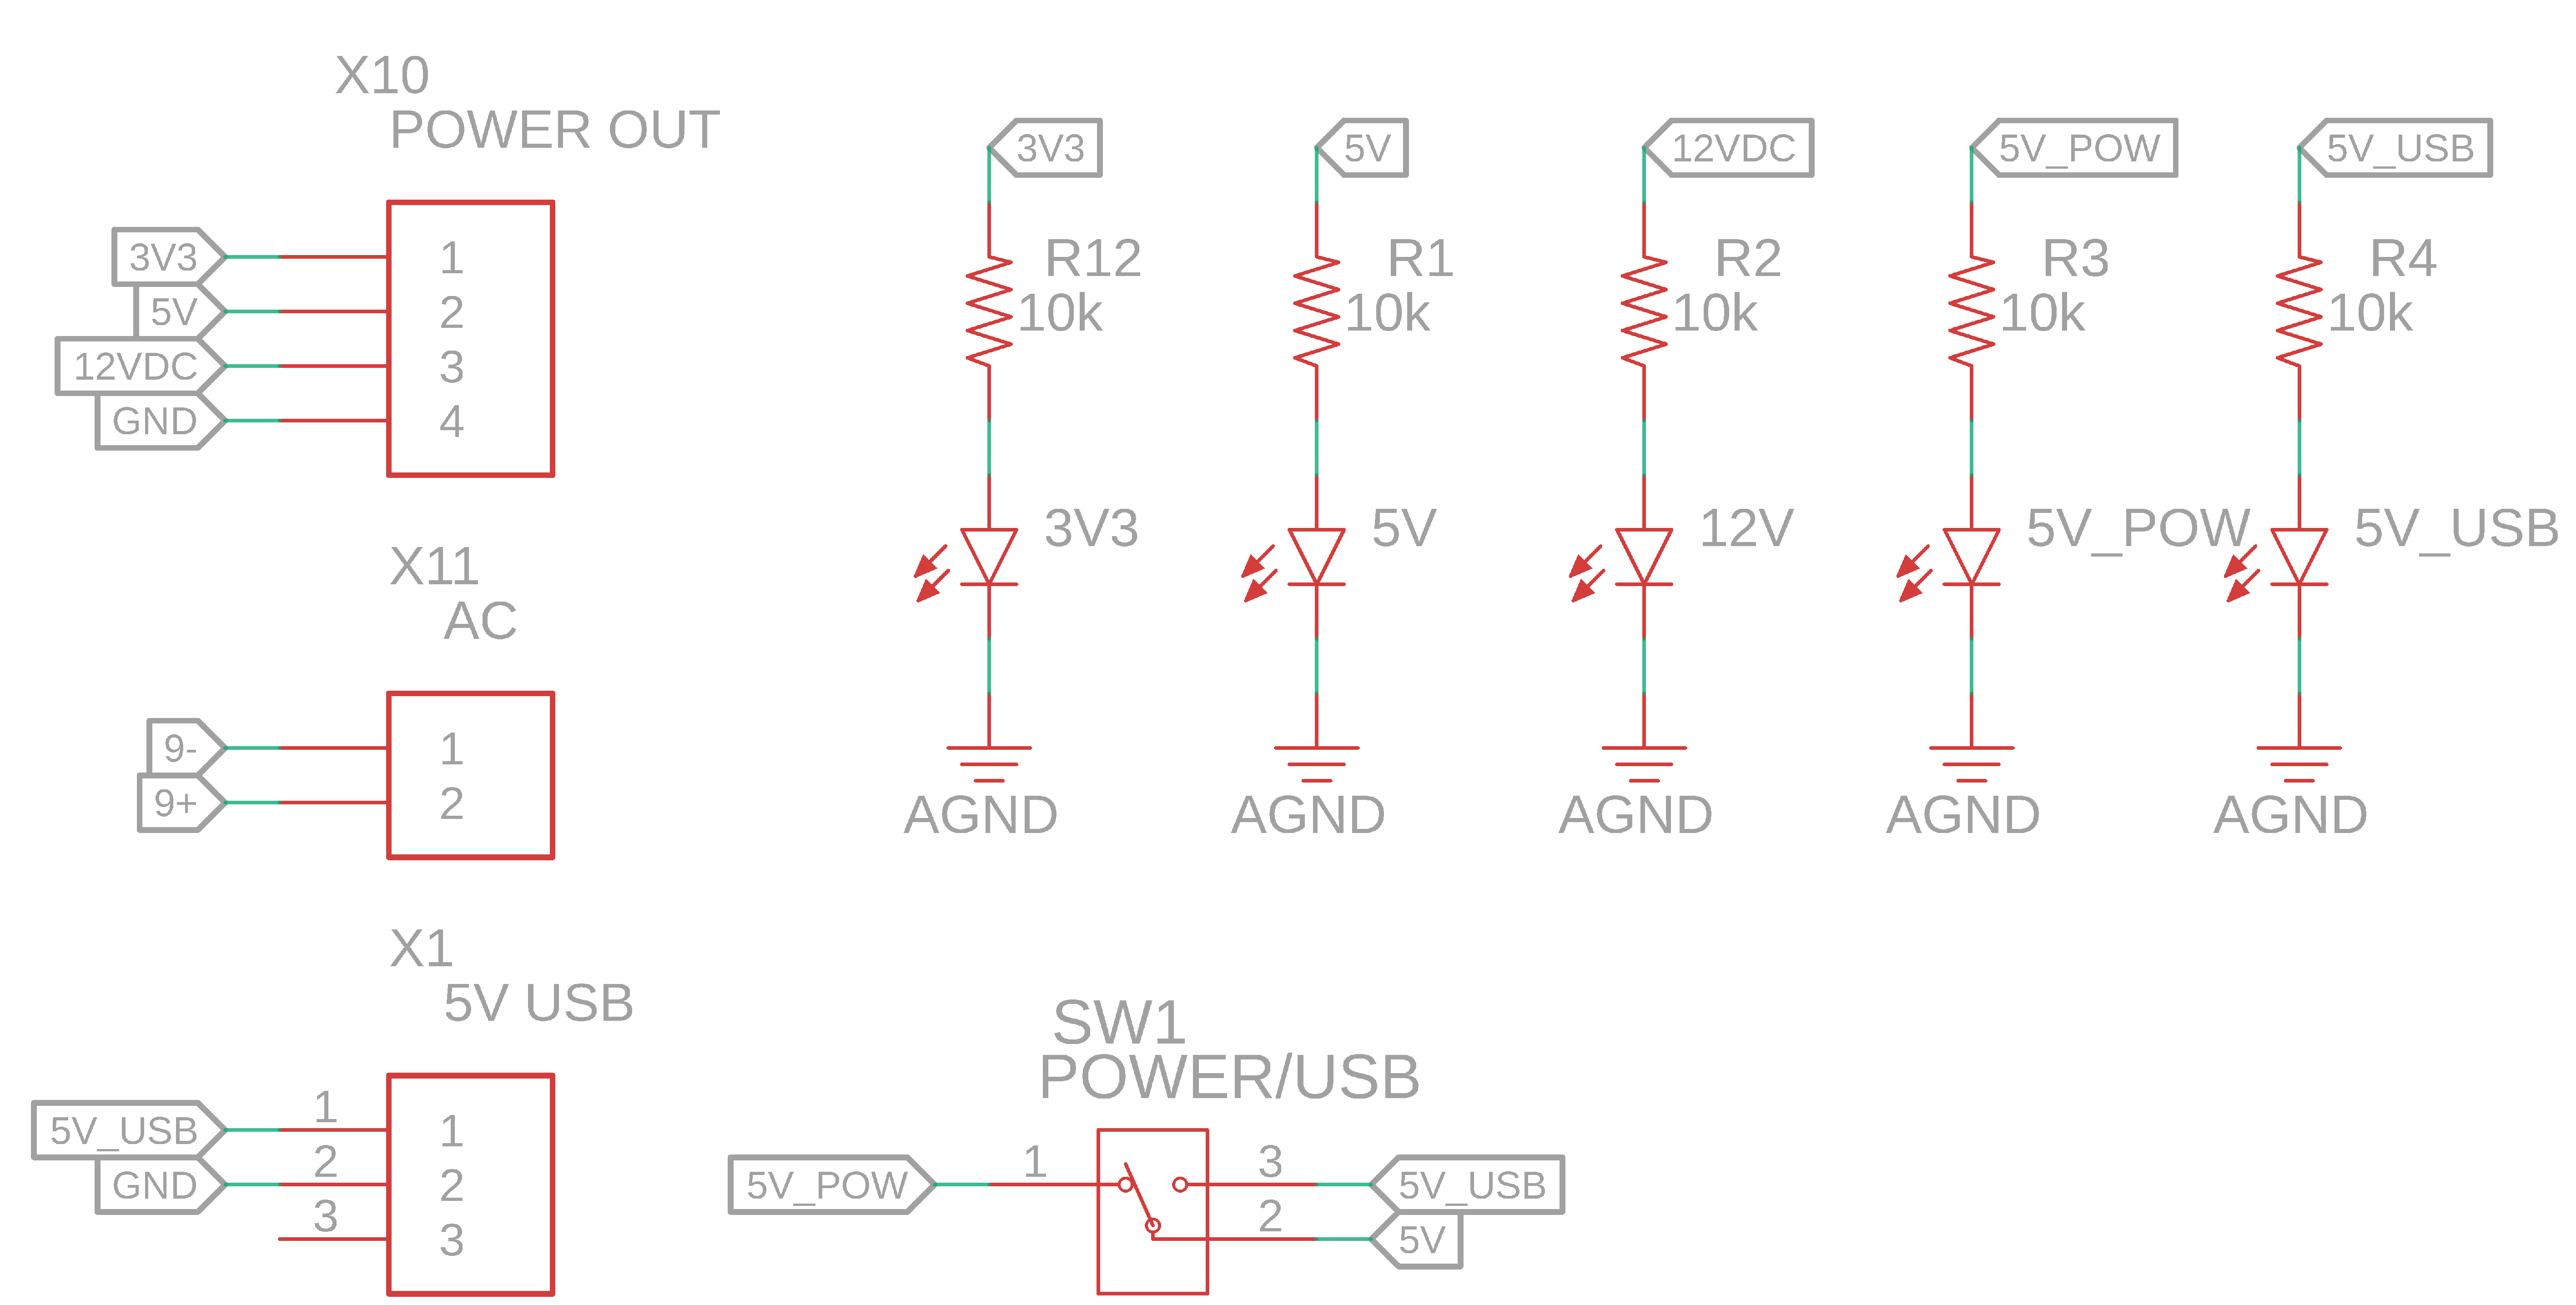 X10
POWER OUT
3V3
1
5V
2
12VDC
3
GND
4
X11
AC
9-
1
9+
2
X1
5V USB
5V_USB
1
1
GND
2
2
3
3
3V3
R12
10k
3V3
AGND
5V
R1
10k
5V
AGND
12VDC
R2
10k
12V
AGND
5V_POW
R3
10k
5V_POW
AGND
5V_USB
R4
10k
5V_USB
AGND
SW1
POWER/USB
5V_POW
1
3
5V_USB
2
5V